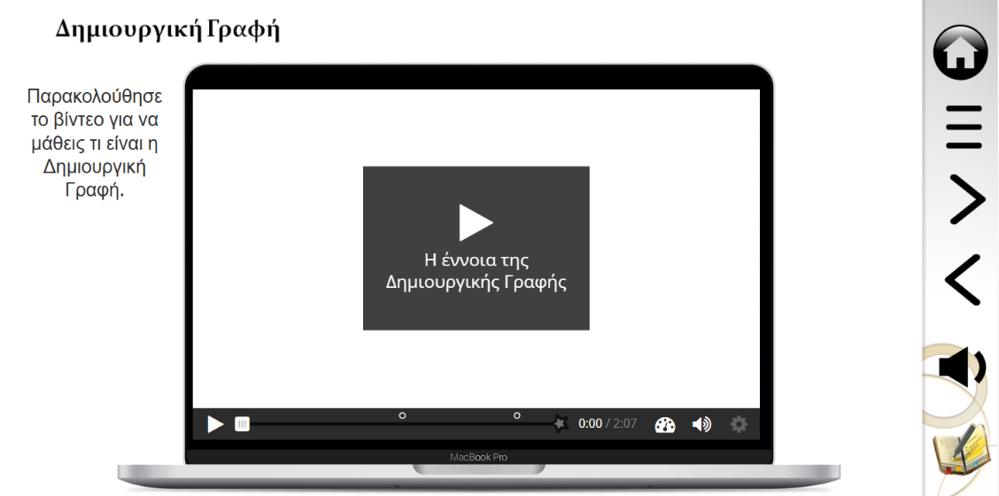 Δημιουργική Γραφή
Παρακολούθησε
το βίντεο για να
μάθεις τι είναι η
Δημιουργική
Γραφή.
Η έννοια της
Δημιουργικής Γραφής
0:00 / 2:07
MacBook Pro